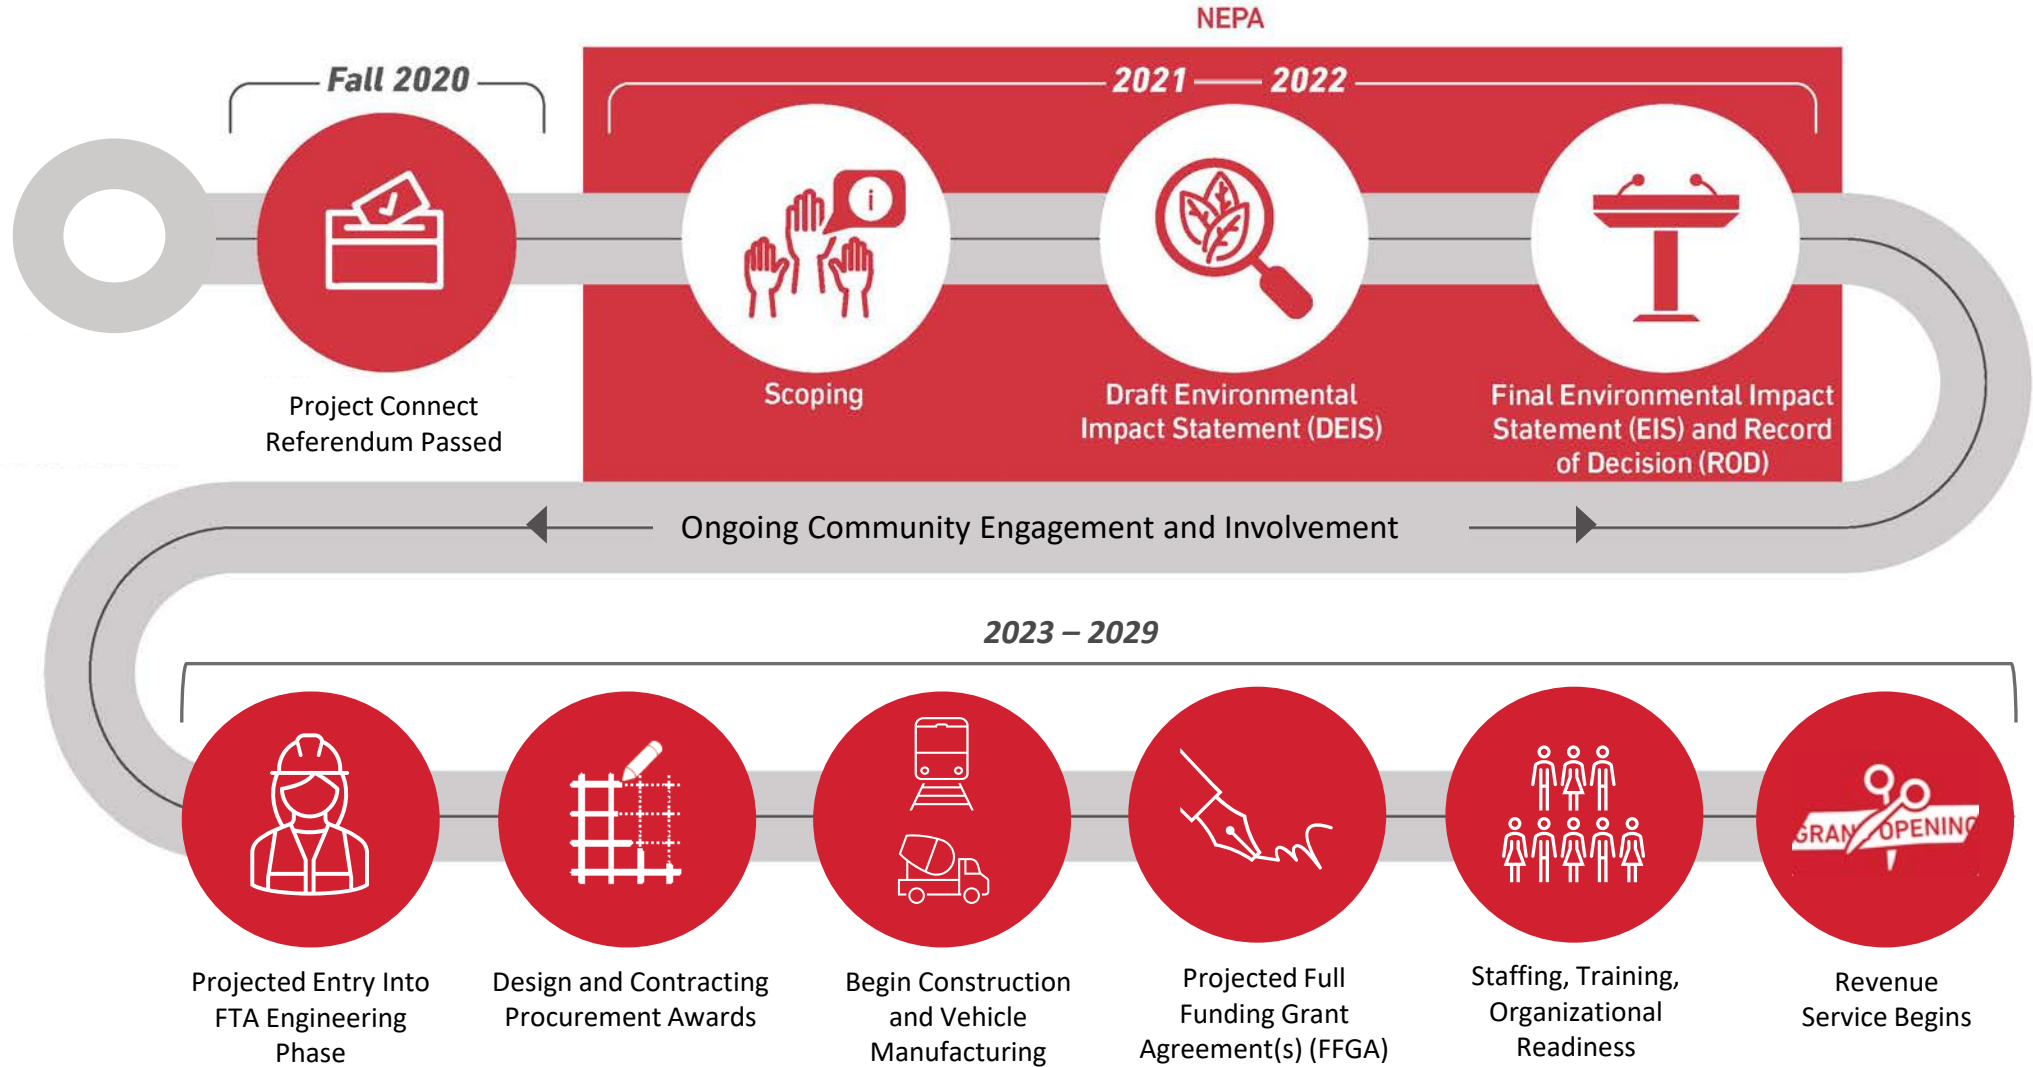 NEPA
Fall 2020
2021 — 2022
i
Project Connect
Referendum Passed
Scoping
Draft Environmental
Impact Statement (DEIS)
Final Environmental Impact
Statement (EIS) and Record
of Decision (ROD)
Ongoing Community Engagement and Involvement
2023 – 2029
GRAN OPENING
Projected Entry Into
FTA Engineering
Phase
Design and Contracting
Procurement Awards
Begin Construction
and Vehicle
Manufacturing
Projected Full
Funding Grant
Agreement(s) (FFGA)
Staffing, Training,
Organizational
Readiness
Revenue
Service Begins